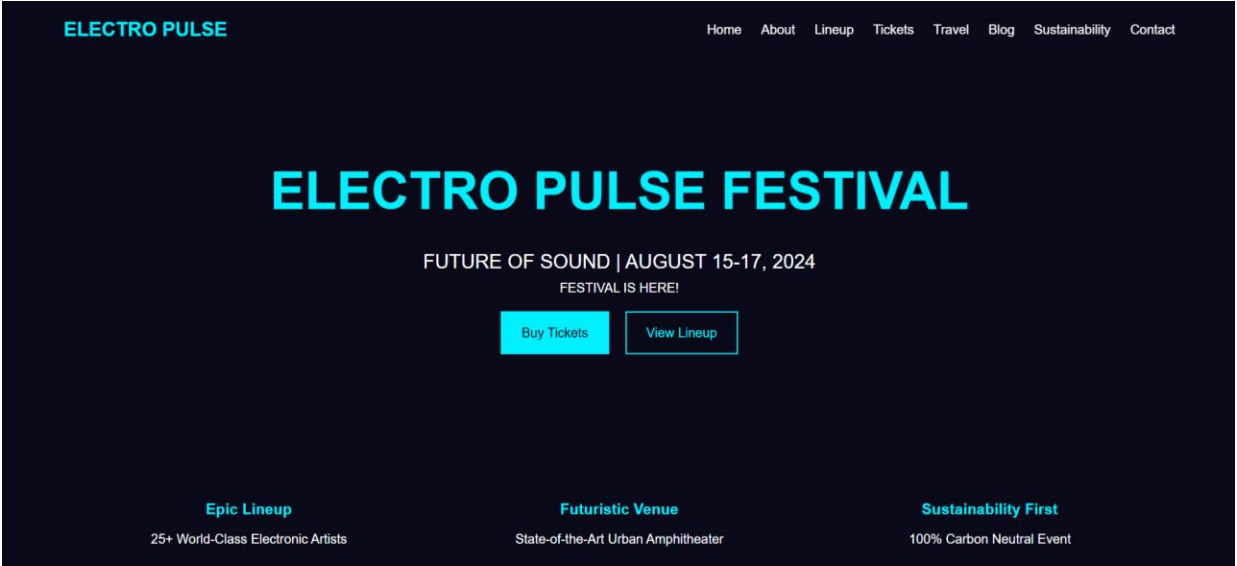 ELECTRO PULSE
Home About Lineup Tickets Travel Blog Sustainability Contact
ELECTRO PULSE FESTIVAL
FUTURE OF SOUND | AUGUST 15-17, 2024
FESTIVAL IS HERE!
Buy Tickets
View Lineup
Epic Lineup
25+ World-Class Electronic Artists
Futuristic Venue
State-of-the-Art Urban Amphitheater
Sustainability First
100% Carbon Neutral Event